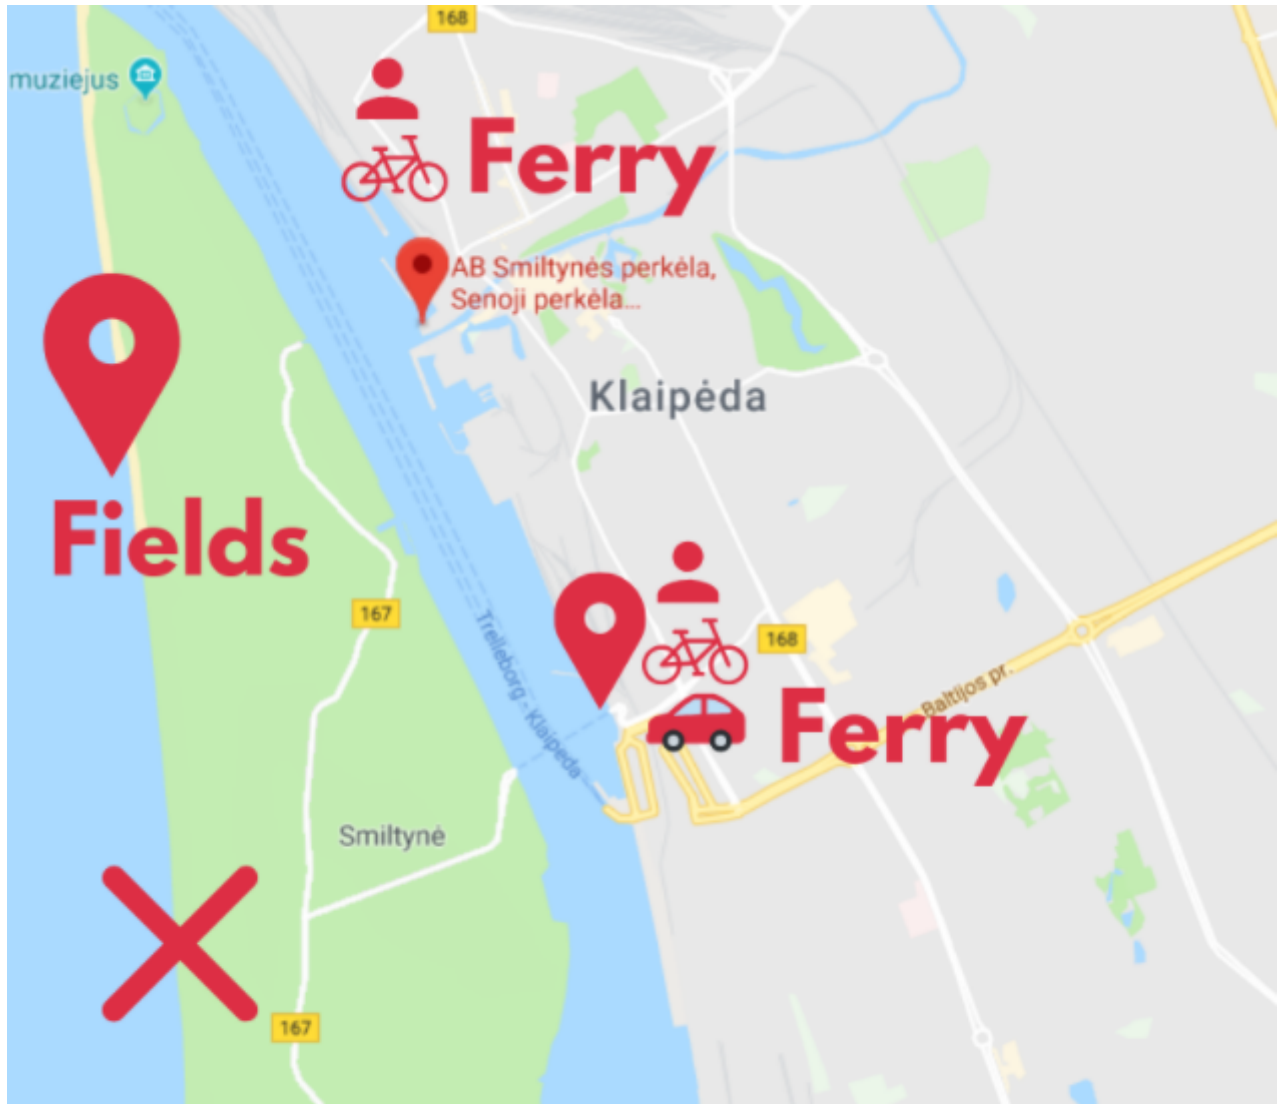 168
muziejus
Ferry
AB Smiltynės perkėla,
Senoji perkėla...
Klaipėda
Fields
167
Trelleborg - Klaipėda
168
Baltijos pr.
Ferry
Smiltynė
167